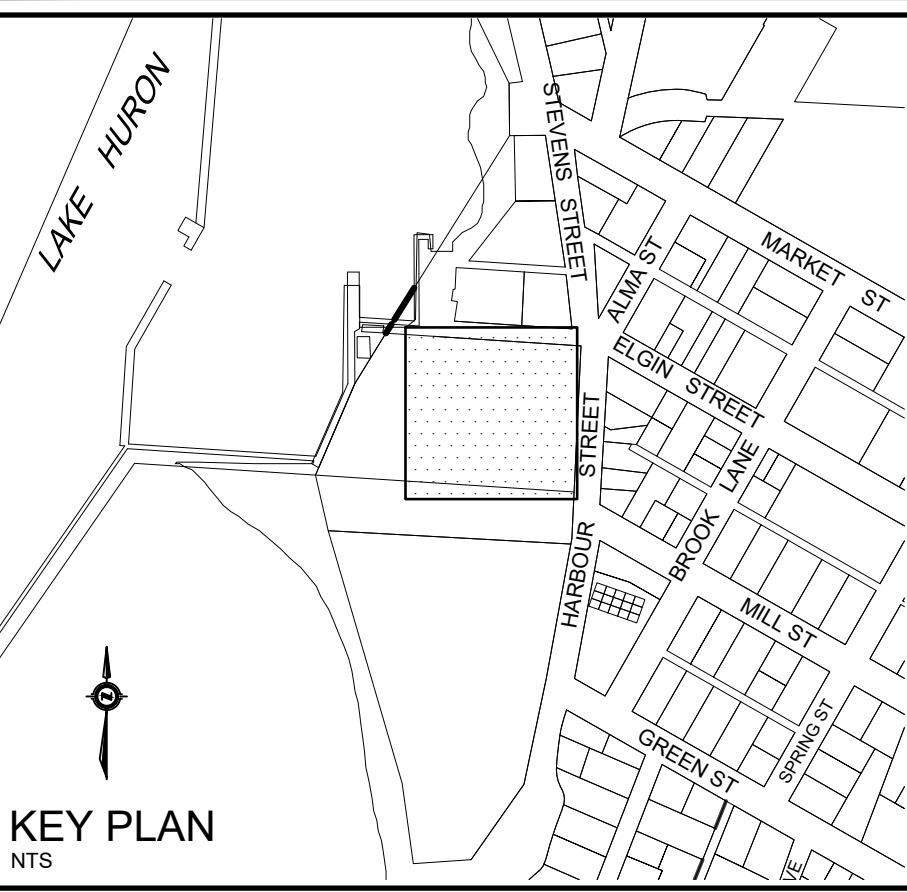 LAKE HURON
STEVENS STREET
MARKET ST
ALMA ST
ELGIN STREET
HARBOUR STREET
BROOK LANE
MILL ST
SPRING ST
GREEN ST
VE
KEY PLAN
NTS